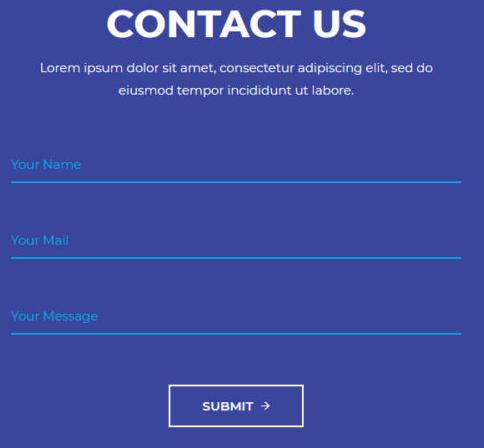 CONTACT US
Lorem ipsum dolor sit amet, consectetur adipiscing elit, sed do
eiusmod tempor incididunt ut labore.
Your Name
Your Mail
Your Message
SUBMIT →